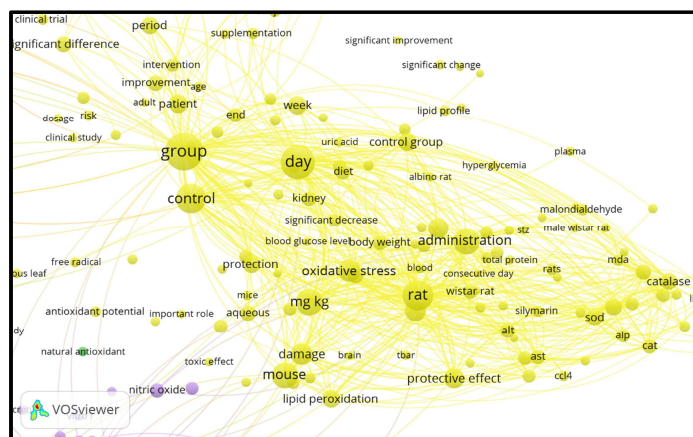 clinical trial
period
supplementation
significant difference
significant improvement
intervention
significant change
improvement
age
adult
patient
week
lipid profile
dosage
risk
end
clinical study
uric acid
control group
group
day
plasma
diet
albino rat
hyperglycemia
control
kidney
malondialdehyde
significant decrease
stz
male wistar rat
blood glucose level
body weight
administration
free radical
protection
total protein
mda
ous leaf
oxidative stress
blood
consecutive day
rats
catalase
mice
mg kg
rat
wistar rat
li
antioxidant potential
important role
aqueous
silymarin
sod
dy
alt
alp
natural antioxidant
damage
brain
tbar
ast
cat
toxic effect
mouse
protective effect
ccl4
nitric oxide
lipid peroxidation
VOSviewer